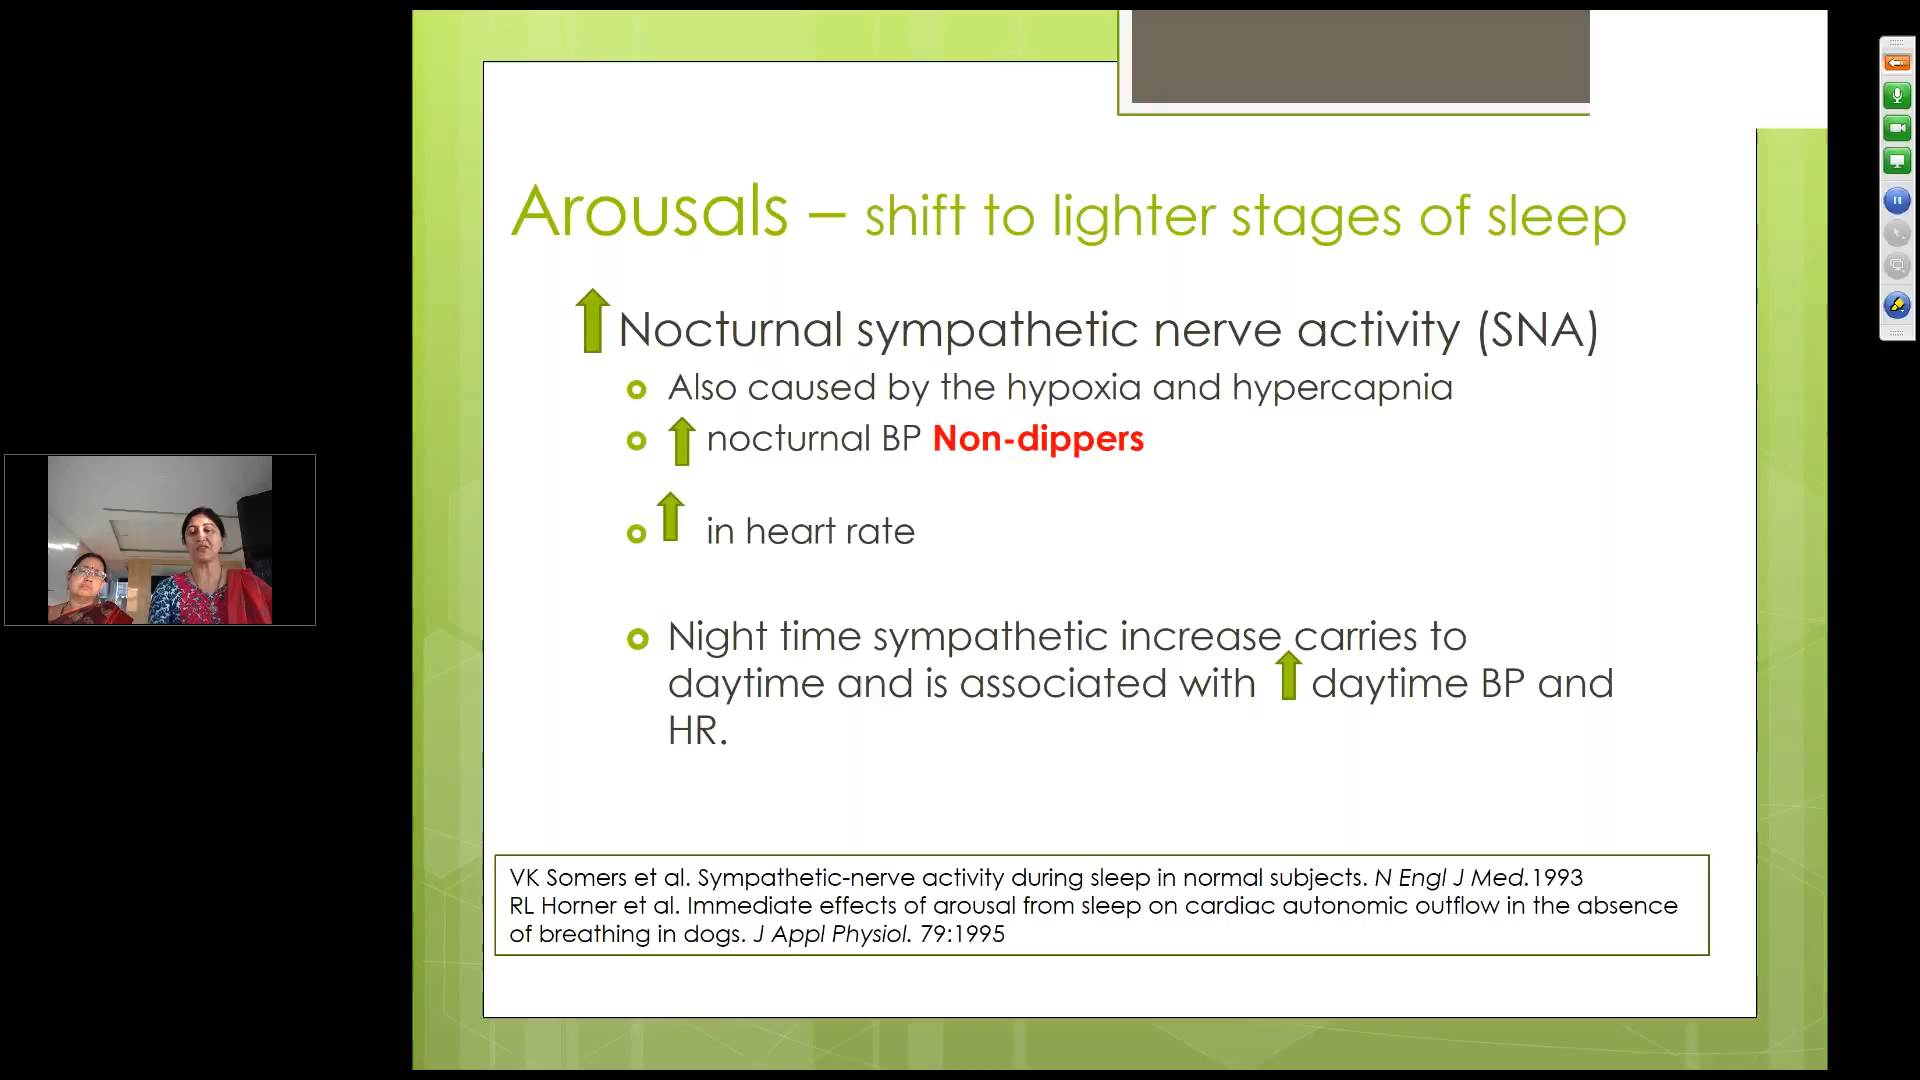 Arousals – shift to lighter stages of sleep
Nocturnal sympathetic nerve activity (SNA)
Also caused by the hypoxia and hypercapnia
nocturnal BP Non-dippers
in heart rate
Night time sympathetic increase carries to
daytime and is associated with daytime BP and
HR.
VK Somers et al. Sympathetic-nerve activity during sleep in normal subjects. N Engl J Med.1993
RL Horner et al. Immediate effects of arousal from sleep on cardiac autonomic outflow in the absence
of breathing in dogs. J Appl Physiol. 79:1995